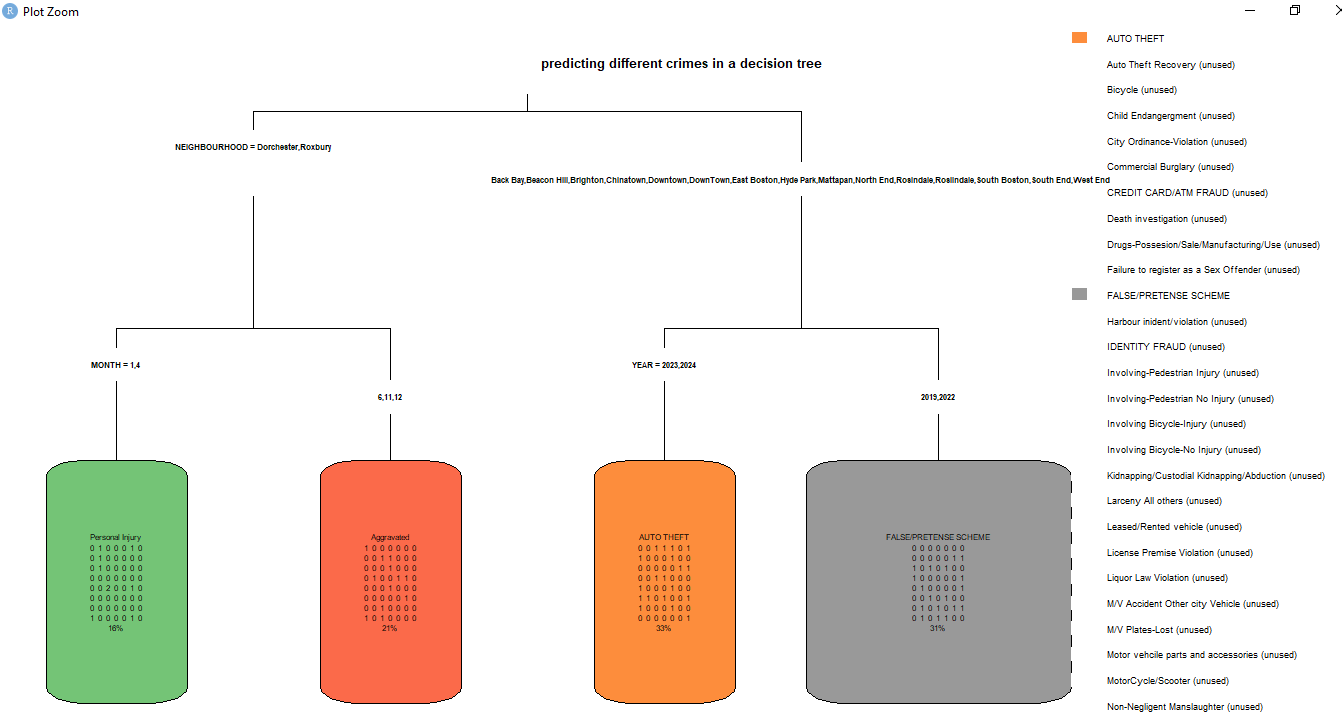 R Plot Zoom
predicting different crimes in a decision tree
NEIGHBOURHOOD = Dorchester,Roxbury
Back Bay,Beacon Hill,Brighton,Chinatown,Downtown,DownTown,East Boston,Hyde Park,Mattapan,North End,Rosindale,Roslindale,South Boston,South End,West End
MONTH = 1,4
6,11,12
YEAR = 2023,2024
2019,2022
Personal Injury
0 1 0 0 0 1 0
0 1 0 0 0 0 0
0 1 0 0 0 0 0
0 0 0 0 0 0 0
0 0 2 0 0 1 0
0 0 0 0 0 0 0
0 0 0 0 0 0 0
1 0 0 0 0 1 0
16%
Aggravated
1 0 0 0 0 0 0
0 0 1 1 0 0 0
0 0 0 1 0 0 0
0 1 0 0 1 1 0
0 0 0 0 0 0 0
0 0 0 0 0 1 0
0 0 1 0 0 0 0
1 0 1 0 0 0 0
21%
AUTO THEFT
0 0 1 1 1 0 1
1 0 0 0 1 0 0
0 0 0 0 0 1 1
0 0 1 1 0 0 0
1 0 0 0 1 0 0
1 1 0 1 0 0 1
1 0 0 0 1 0 0
0 0 0 0 0 0 1
33%
FALSE/PRETENSE SCHEME
0 0 0 0 0 0 0
0 0 0 0 0 1 1
1 0 1 0 1 0 0
1 0 0 0 0 0 1
0 1 0 0 0 0 1
0 0 1 0 1 0 0
0 1 0 1 0 1 1
0 1 0 1 1 0 0
31%
AUTO THEFT
Auto Theft Recovery (unused)
Bicycle (unused)
Child Endangergment (unused)
City Ordinance-Violation (unused)
Commercial Burglary (unused)
CREDIT CARD/ATM FRAUD (unused)
Death investigation (unused)
Drugs-Possesion/Sale/Manufacturing/Use (unused)
Failure to register as a Sex Offender (unused)
FALSE/PRETENSE SCHEME
Harbour inident/violation (unused)
IDENTITY FRAUD (unused)
Involving-Pedestrian Injury (unused)
Involving-Pedestrian No Injury (unused)
Involving Bicycle-Injury (unused)
Involving Bicycle-No Injury (unused)
Kidnapping/Custodial Kidnapping/Abduction (unused)
Larceny All others (unused)
Leased/Rented vehicle (unused)
License Premise Violation (unused)
Liquor Law Violation (unused)
M/V Accident Other city Vehicle (unused)
M/V Plates-Lost (unused)
Motor vehcile parts and accessories (unused)
MotorCycle/Scooter (unused)
Non-Negligent Manslaughter (unused)